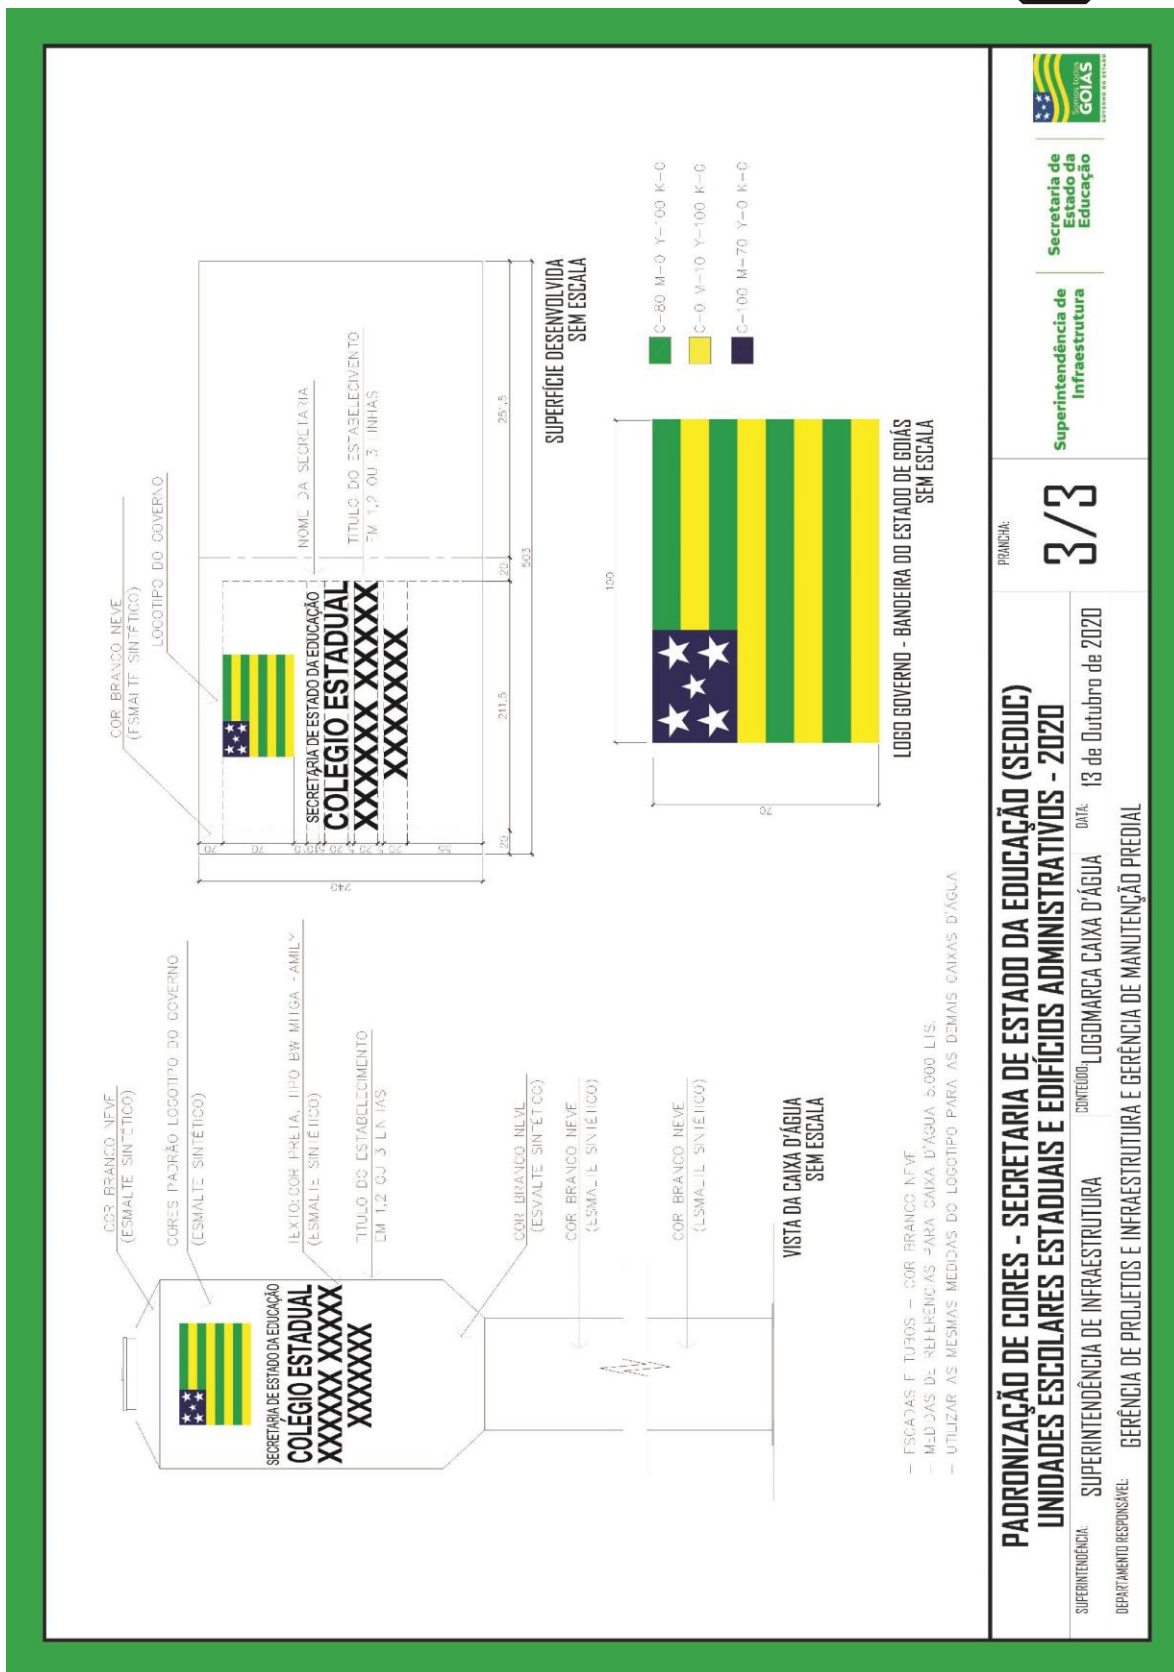 COR BRANCO NEVE
(ESMALTE SINTÉTICO)
CORES PADRÃO LOGOTIPO DO GOVERNO
(ESMALTE SINTÉTICO)
TEXTO: COR PRETA, TIPO BW
(ESMALTE SINTÉTICO)
TITULO DO ESTABELECIMENTO
EM 1,2 OU 3 LINHAS
COR BRANCO NEVE
(ESMALTE SINTÉTICO)
COR BRANCO NEVE
(ESMALTE SINTÉTICO)
COR BRANCO NEVE
(ESMALTE SINTÉTICO)
SECRETARIA DE ESTADO DA EDUCAÇÃO
COLÉGIO ESTADUAL
XXXXXX XXXXX
XXXXXX
VISTA DA CAIXA D'ÁGUA
SEM ESCALA
COR BRANCO NEVE
(ESMALTE SINTÉTICO)
LOGOTIPO DO GOVERNO
NOME DA SECRETARIA
TITULO DO ESTABELECIMENTO
EM 1,2 OU 3 LINHAS
SECRETARIA DE ESTADO DA EDUCAÇÃO
COLÉGIO ESTADUAL
XXXXXX XXXXX
XXXXXX
240
20
70
20
20
55
20
211,5
20
251,5
503
SUPERFÍCIE DESENVOLVIDA
SEM ESCALA
100
70
C-80 M-0 Y-100 K-0
C-0 M-10 Y-100 K-0
C-100 M-70 Y-0 K-0
LOGO GOVERNO - BANDEIRA DO ESTADO DE GOIÁS
SEM ESCALA
- ESCADAS E TUBOS - COR BRANCO NEVE
- MEDIDAS DE REFERÊNCIAS PARA CAIXA D'ÁGUA 5.000 LTS.
- UTILIZAR AS MESMAS MEDIDAS DO LOGOTIPO PARA AS DEMAIS CAIXAS D'ÁGUA
PADRONIZAÇÃO DE CORES - SECRETARIA DE ESTADO DA EDUCAÇÃO (SEDUC)
UNIDADES ESCOLARES ESTADUAIS E EDIFÍCIOS ADMINISTRATIVOS - 2020
SUPERINTENDÊNCIA: SUPERINTENDÊNCIA DE INFRAESTRUTURA
CONTEÚDO: LOGOMARCA CAIXA D'ÁGUA
DATA: 13 de Outubro de 2020
DEPARTAMENTO RESPONSÁVEL: GERÊNCIA DE PROJETOS E INFRAESTRUTURA E GERÊNCIA DE MANUTENÇÃO PREDIAL
PRANCHA:
3/3
Superintendência de
Infraestrutura
Secretaria de
Estado da
Educação
Somos todos
GOIÁS
GOVERNO DO ESTADO